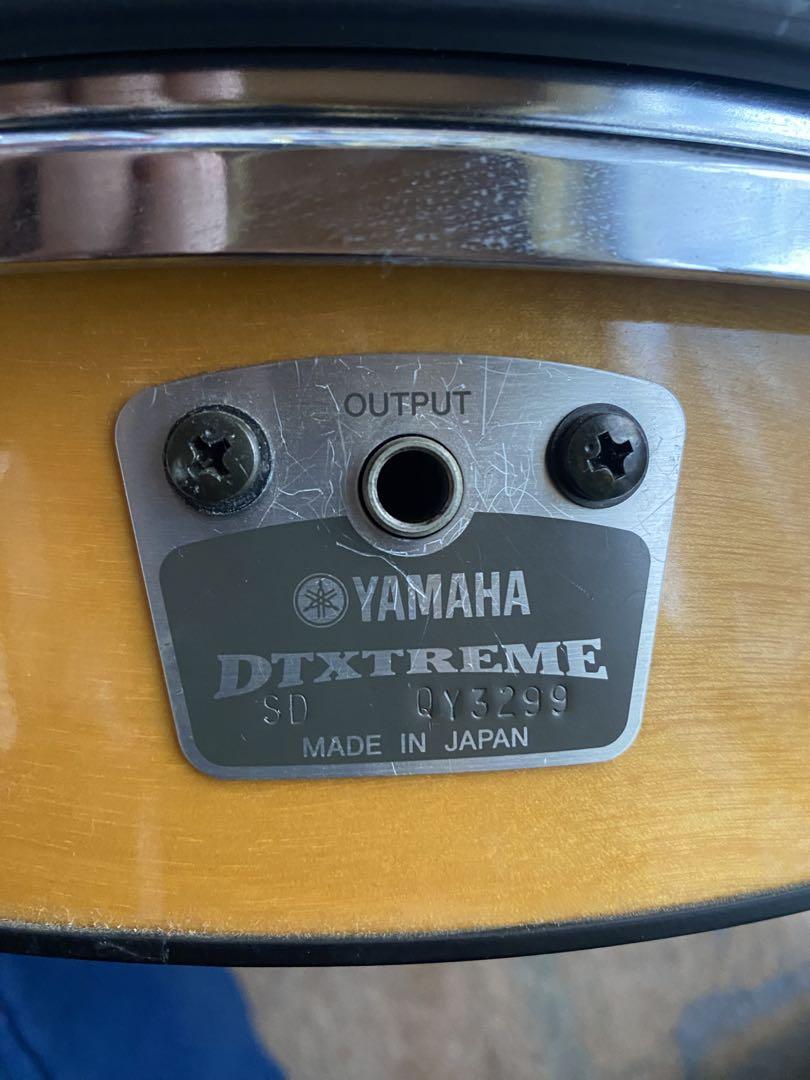 OUTPUT
YAMAHA
DTXTREME
SD QY3299
MADE IN JAPAN